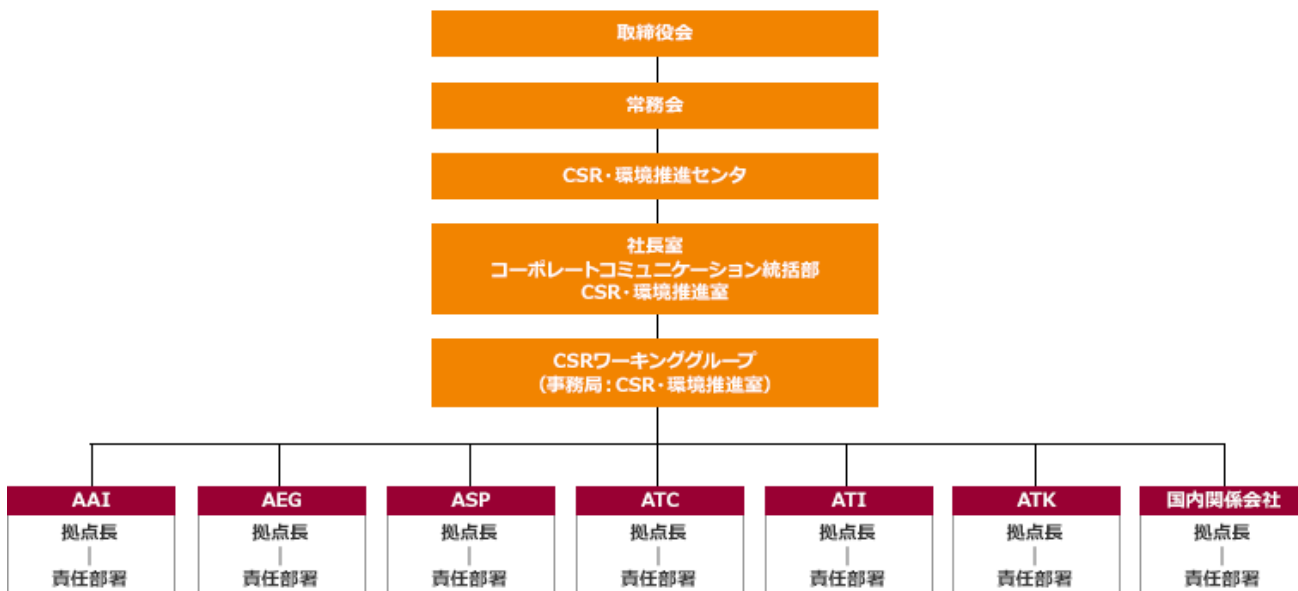 取締役会
常務会
CSR・環境推進センタ
社長室
コーポレートコミュニケーション統括部
CSR・環境推進室
CSRワーキンググループ
（事務局：CSR・環境推進室）
AAI
拠点長
責任部署
AEG
拠点長
責任部署
ASP
拠点長
責任部署
ATC
拠点長
責任部署
ATI
拠点長
責任部署
ATK
拠点長
責任部署
国内関係会社
拠点長
責任部署